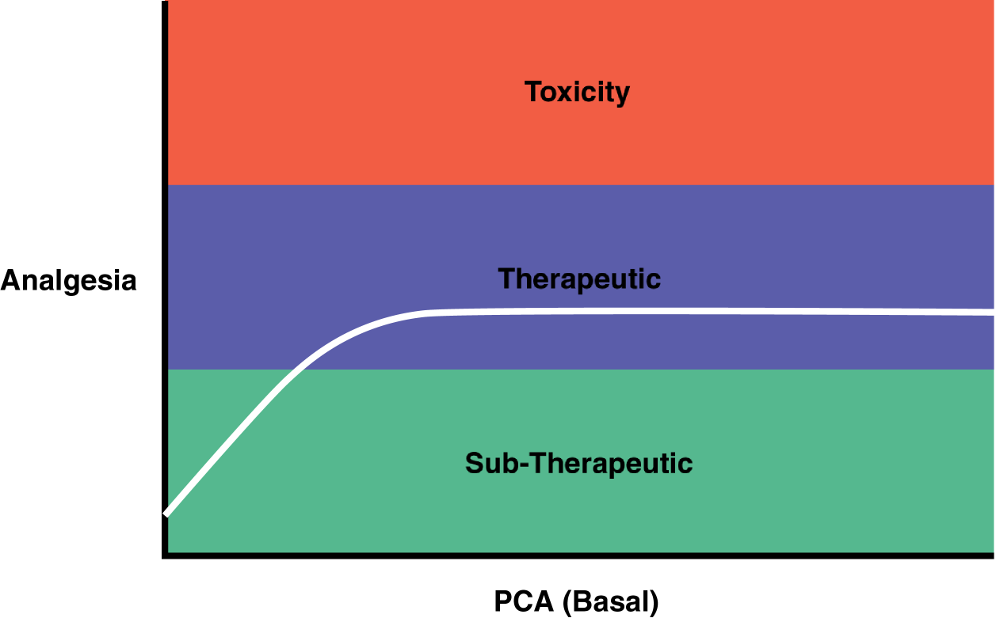 Toxicity
Analgesia
Therapeutic
Sub-Therapeutic
PCA (Basal)